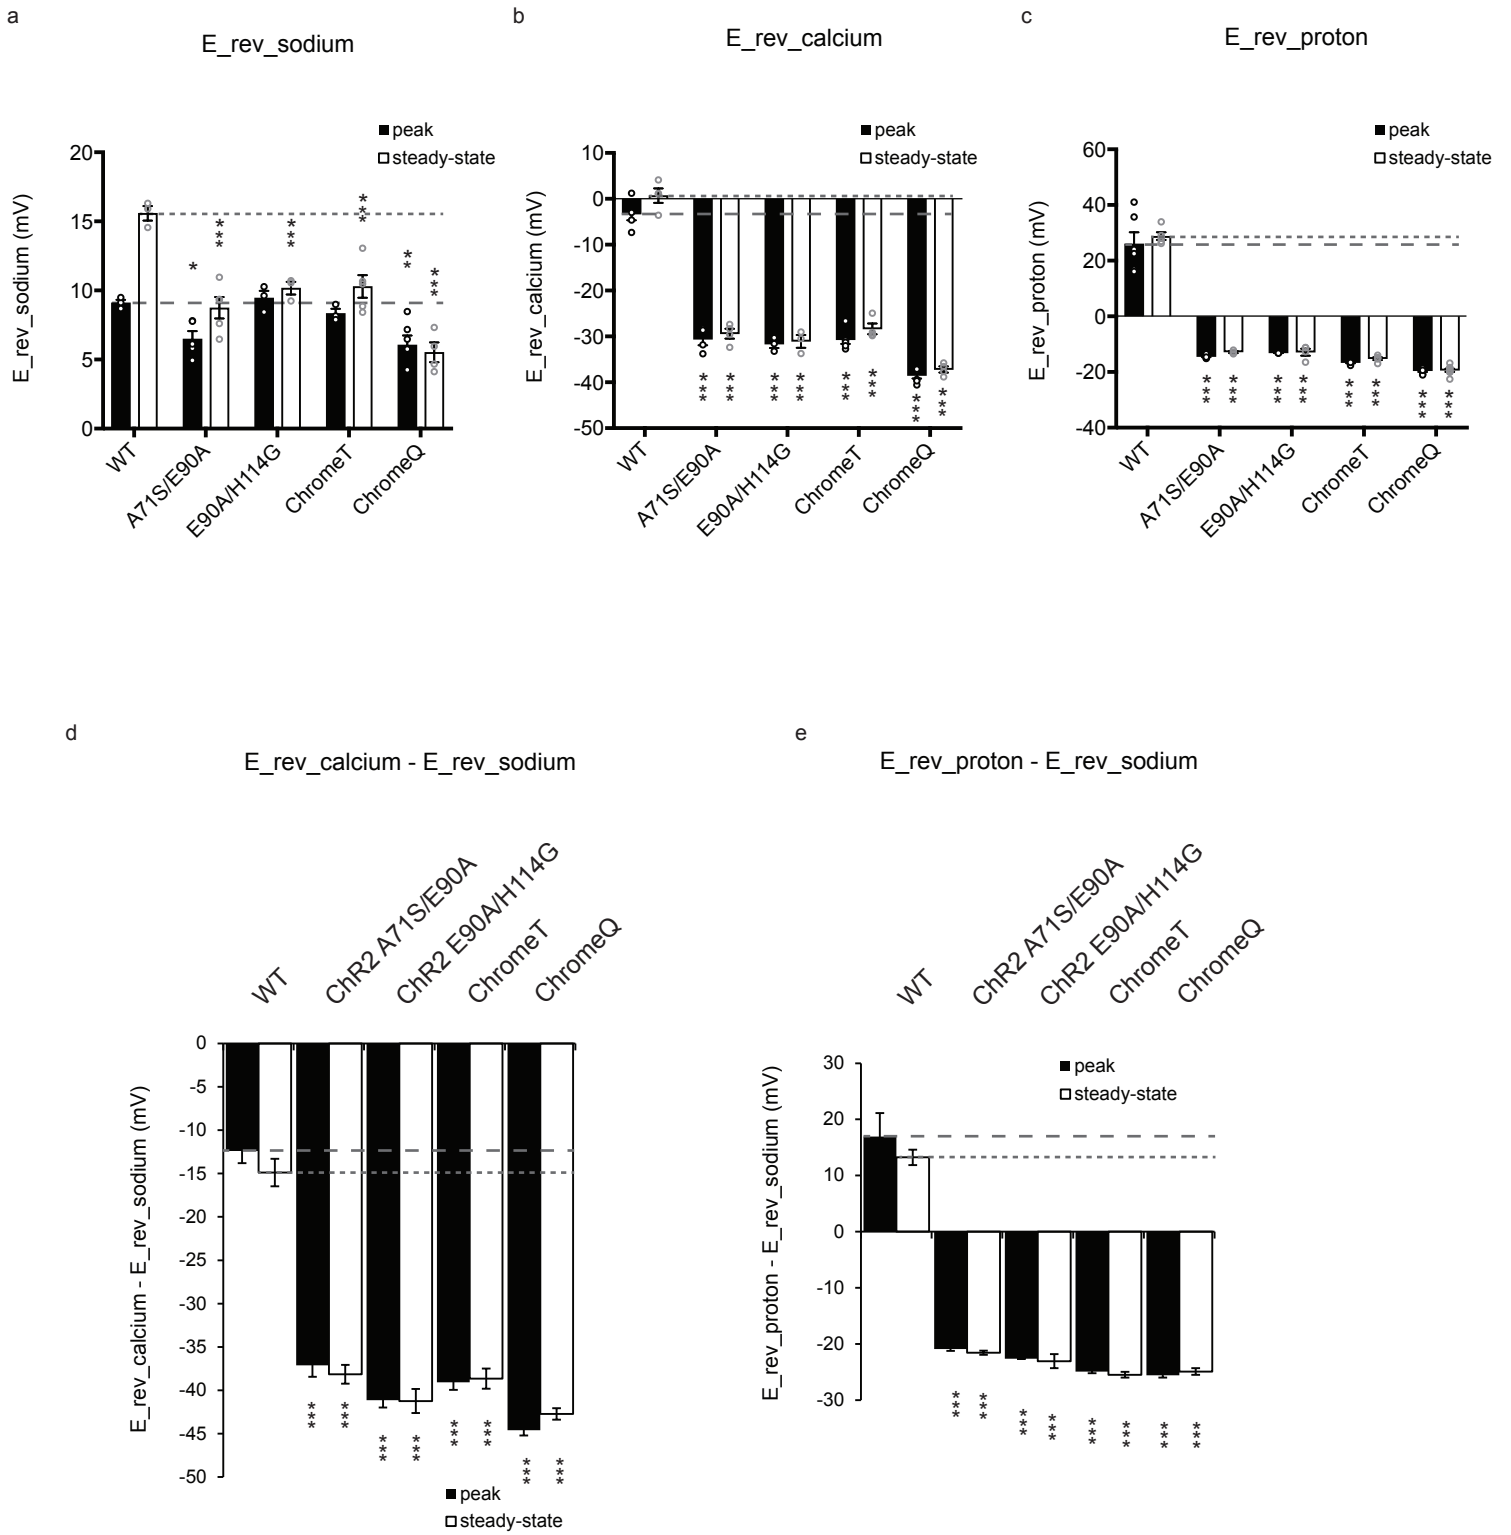 a
E_rev_sodium
peak
steady-state
E_rev_sodium (mV)
20
15
10
5
0
*
***
***
***
**
***
WT
A71S/E90A
E90A/H114G
ChromeT
ChromeQ
b
E_rev_calcium
peak
steady-state
E_rev_calcium (mV)
10
0
-10
-20
-30
-40
-50
***
***
***
***
***
***
***
***
WT
A71S/E90A
E90A/H114G
ChromeT
ChromeQ
c
E_rev_proton
peak
steady-state
E_rev_proton (mV)
60
40
20
0
-20
-40
***
***
***
***
***
***
***
***
WT
A71S/E90A
E90A/H114G
ChromeT
ChromeQ
d
E_rev_calcium - E_rev_sodium
WT
ChR2 A71S/E90A
ChR2 E90A/H114G
ChromeT
ChromeQ
E_rev_calcium - E_rev_sodium (mV)
0
-5
-10
-15
-20
-25
-30
-35
-40
-45
-50
***
***
***
***
***
***
***
***
peak
steady-state
e
E_rev_proton - E_rev_sodium
WT
ChR2 A71S/E90A
ChR2 E90A/H114G
ChromeT
ChromeQ
peak
steady-state
E_rev_proton - E_rev_sodium (mV)
30
20
10
0
-10
-20
-30
***
***
***
***
***
***
***
***